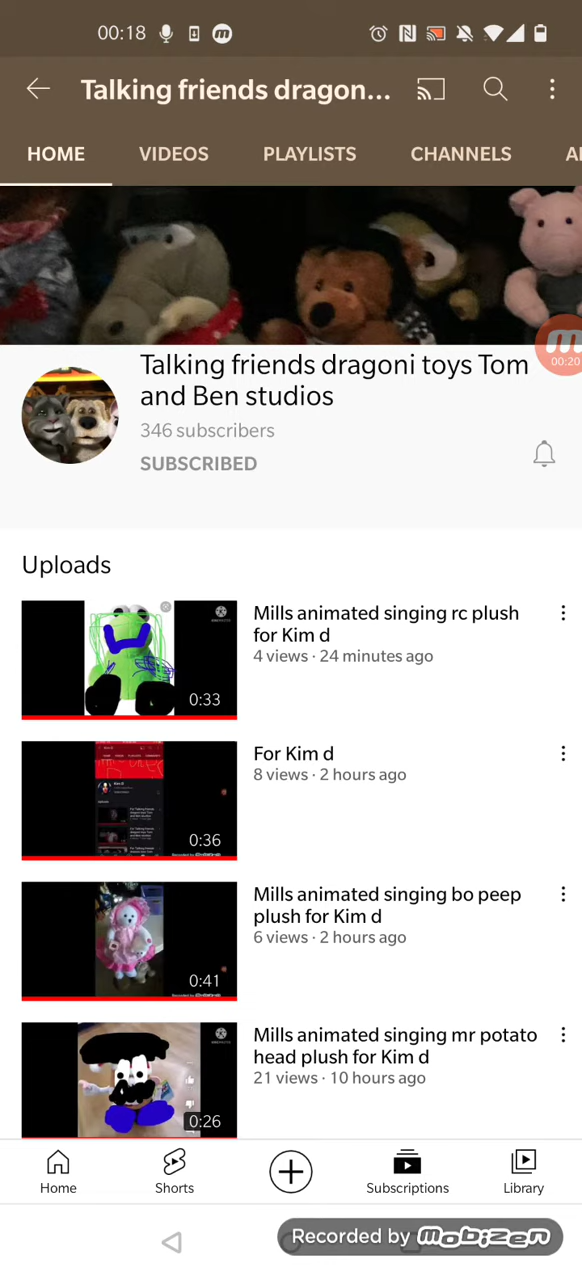 00:18
Talking friends dragon...
HOME VIDEOS PLAYLISTS CHANNELS A
00:20
Talking friends dragoni toys Tom
and Ben studios
346 subscribers
SUBSCRIBED
Uploads
Mills animated singing rc plush
for Kim d
4 views · 24 minutes ago
0:33
For Kim d
8 views · 2 hours ago
0:36
Mills animated singing bo peep
plush for Kim d
6 views · 2 hours ago
0:41
Mills animated singing mr potato
head plush for Kim d
21 views · 10 hours ago
0:26
Home Shorts Subscriptions Library
Recorded by mobizen